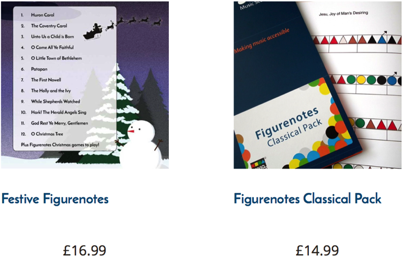 1. Huron Carol
2. The Coventry Carol
3. Unto Us a Child is Born
4. O Come All Ye Faithful
5. O Little Town of Bethlehem
6. Patapan
7. The First Nowell
8. The Holly and the Ivy
9. While Shepherds Watched
10. Hark! The Herald Angels Sing
11. God Rest Ye Merry, Gentlemen
12. O Christmas Tree
Plus Figurenotes Christmas games to play!
Jesu, Joy of Man's Desiring
Making music accessible
Figurenotes
Classical Pack
Festive Figurenotes
Figurenotes Classical Pack
£16.99
£14.99